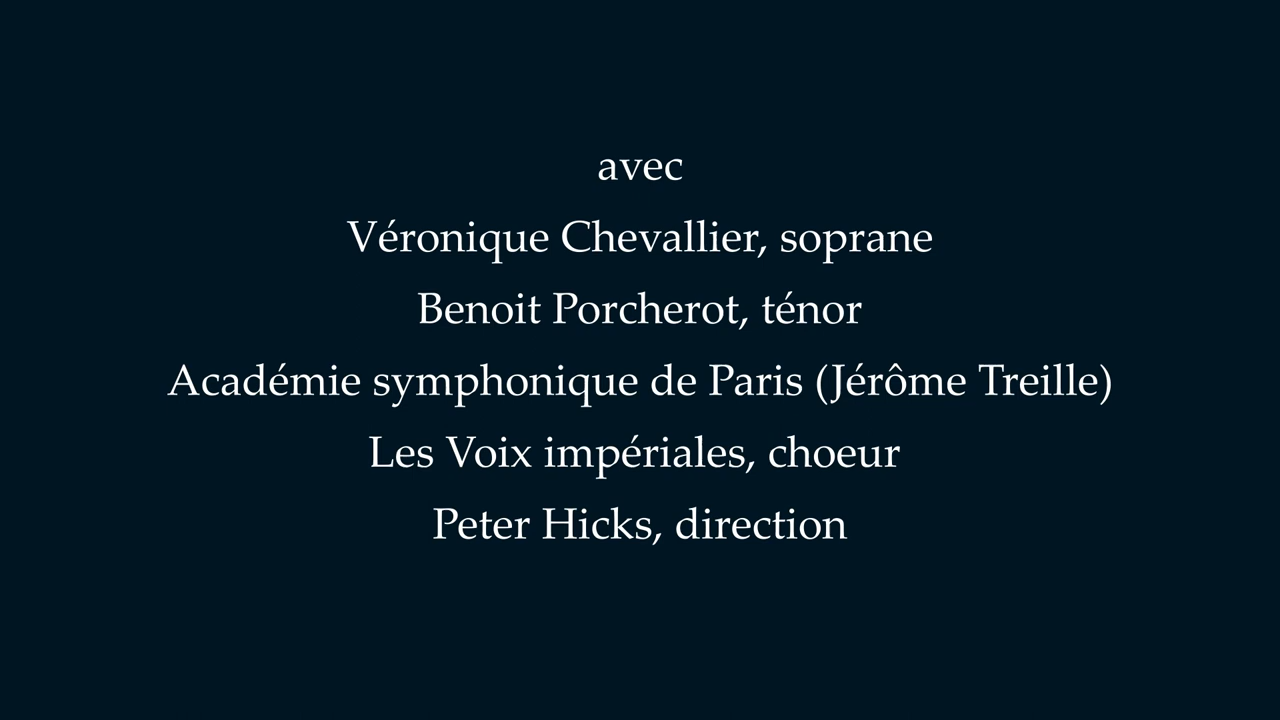 avec
Véronique Chevallier, soprane
Benoit Porcherot, ténor
Académie symphonique de Paris (Jérôme Treille)
Les Voix impériales, choeur
Peter Hicks, direction